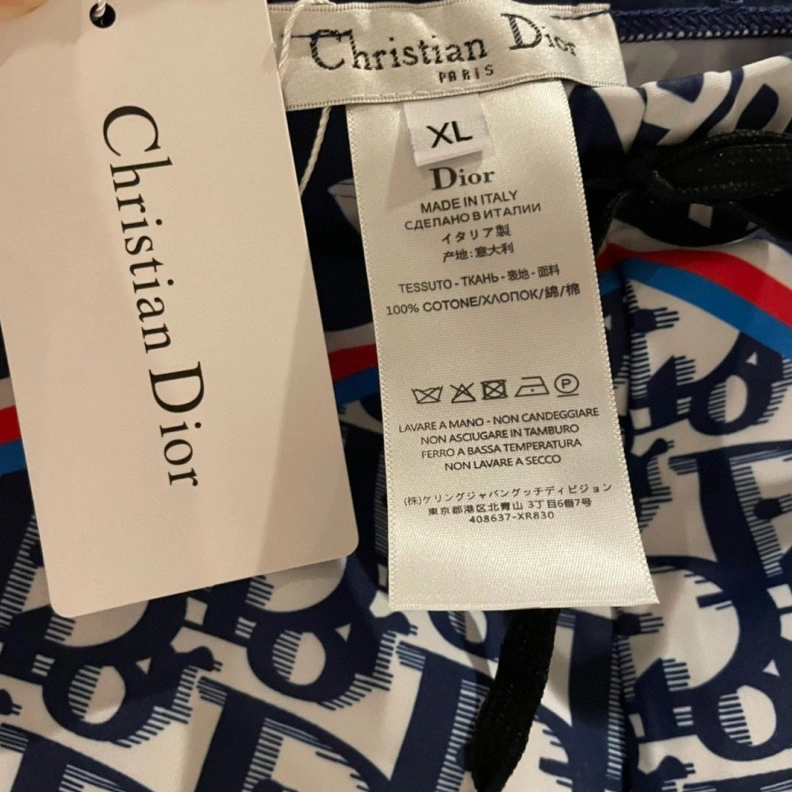 Christian Dior
PARIS
Christian Dior
XL
Dior
MADE IN ITALY
СДЕЛАНО В ИТАЛИИ
イタリア製
产地:意大利
TESSUTO - ТКАНЬ - 表地 - 面料
100% COTONE/ХЛОПОК/綿/棉
P
LAVARE A MANO - NON CANDEGGIARE
NON ASCIUGARE IN TAMBURO
FERRO A BASSA TEMPERATURA
NON LAVARE A SECCO
(株)ケリングジャパングッチディビジョン
東京都港区北青山 3丁目6番7号
408637-XR830